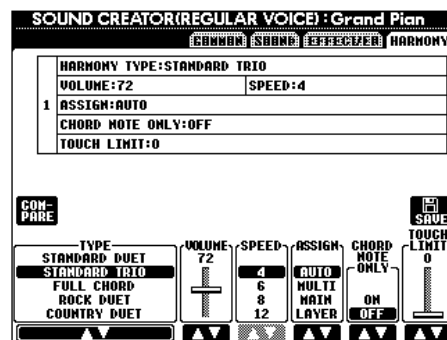 SOUND CREATOR(REGULAR VOICE) : Grand Pian
COMMON SOUND EFFECT/EQ HARMONY
HARMONY TYPE:STANDARD TRIO
VOLUME:72 SPEED:4
1 ASSIGN:AUTO
CHORD NOTE ONLY:OFF
TOUCH LIMIT:0
COM-
PARE
SAVE
TYPE
STANDARD DUET
STANDARD TRIO
FULL CHORD
ROCK DUET
COUNTRY DUET
VOLUME
72
SPEED
4
6
8
12
ASSIGN
AUTO
MULTI
MAIN
LAYER
CHORD
NOTE
ONLY
ON
OFF
TOUCH
LIMIT
0